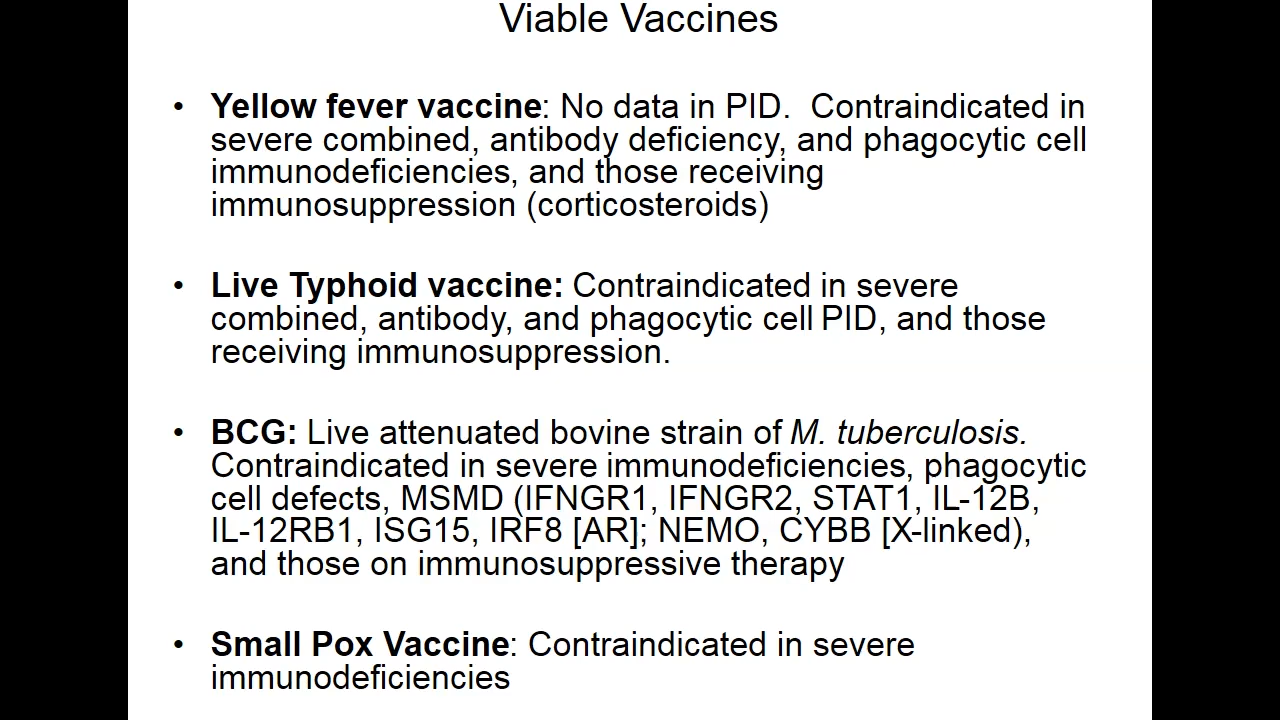 Viable Vaccines
• Yellow fever vaccine: No data in PID. Contraindicated in
severe combined, antibody deficiency, and phagocytic cell
immunodeficiencies, and those receiving
immunosuppression (corticosteroids)
• Live Typhoid vaccine: Contraindicated in severe
combined, antibody, and phagocytic cell PID, and those
receiving immunosuppression.
• BCG: Live attenuated bovine strain of M. tuberculosis.
Contraindicated in severe immunodeficiencies, phagocytic
cell defects, MSMD (IFNGR1, IFNGR2, STAT1, IL-12B,
IL-12RB1, ISG15, IRF8 [AR]; NEMO, CYBB [X-linked),
and those on immunosuppressive therapy
• Small Pox Vaccine: Contraindicated in severe
immunodeficiencies